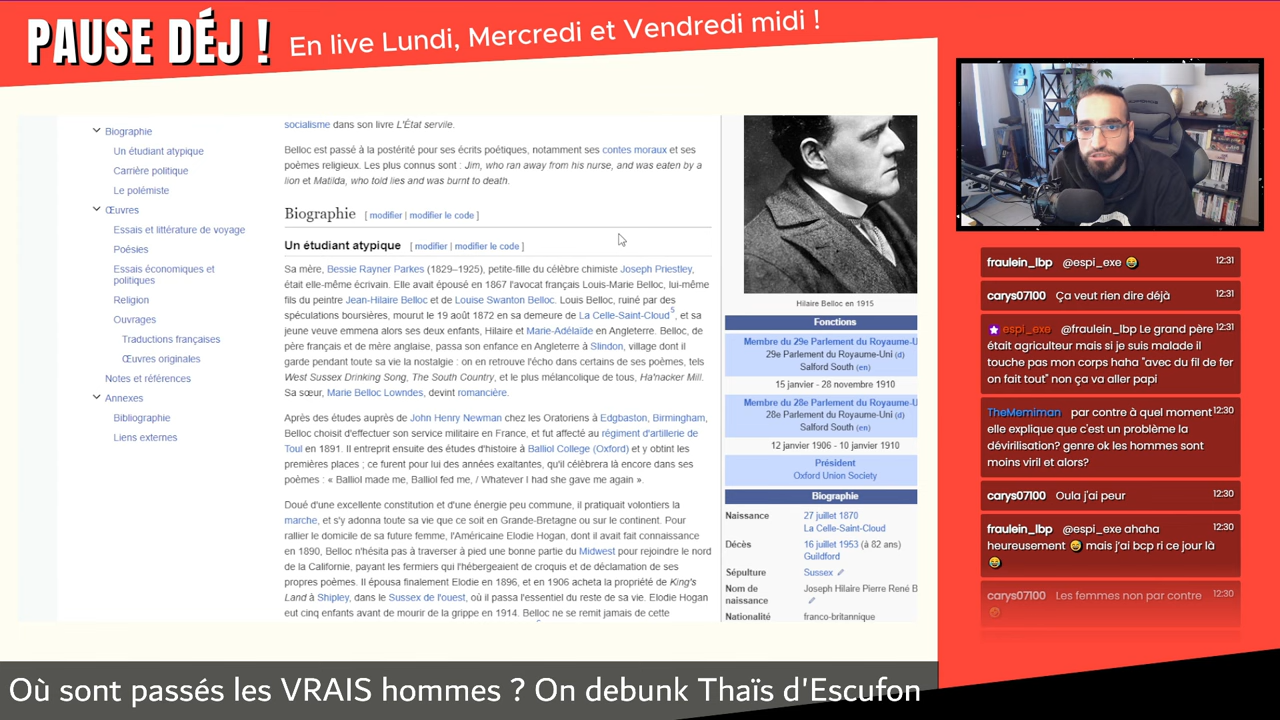 PAUSE DÉJ !
En live Lundi, Mercredi et Vendredi midi !
Biographie
Un étudiant atypique
Carrière politique
Le polémiste
Œuvres
Essais et littérature de voyage
Poésies
Essais économiques et
politiques
Religion
Ouvrages
Traductions françaises
Œuvres originales
Notes et références
Annexes
Bibliographie
Liens externes
socialisme dans son livre L'État servile.
Belloc est passé à la postérité pour ses écrits poétiques, notamment ses contes moraux et ses
poèmes religieux. Les plus connus sont : Jim, who ran away from his nurse, and was eaten by a
lion et Matilda, who told lies and was burnt to death.
Biographie [ modifier | modifier le code ]
Un étudiant atypique [ modifier | modifier le code ]
Sa mère, Bessie Rayner Parkes (1829–1925), petite-fille du célèbre chimiste Joseph Priestley,
était elle-même écrivain. Elle avait épousé en 1867 l'avocat français Louis-Marie Belloc, lui-même
fils du peintre Jean-Hilaire Belloc et de Louise Swanton Belloc. Louis Belloc, ruiné par des
spéculations boursières, mourut le 19 août 1872 en sa demeure de La Celle-Saint-Cloud5, et sa
jeune veuve emmena alors ses deux enfants, Hilaire et Marie-Adélaïde en Angleterre. Belloc, de
père français et de mère anglaise, passa son enfance en Angleterre à Slindon, village dont il
garde pendant toute sa vie la nostalgie : on en retrouve l'écho dans certains de ses poèmes, tels
West Sussex Drinking Song, The South Country, et le plus mélancolique de tous, Ha'nacker Mill.
Sa sœur, Marie Belloc Lowndes, devint romancière.
Après des études auprès de John Henry Newman chez les Oratoriens à Edgbaston, Birmingham,
Belloc choisit d'effectuer son service militaire en France, et fut affecté au régiment d'artillerie de
Toul en 1891. Il entreprit ensuite des études d'histoire à Balliol College (Oxford) et y obtint les
premières places ; ce furent pour lui des années exaltantes, qu'il célèbrera là encore dans ses
poèmes : « Balliol made me, Balliol fed me, / Whatever I had she gave me again ».
Doué d'une excellente constitution et d'une énergie peu commune, il pratiquait volontiers la
marche, et s'y adonna toute sa vie que ce soit en Grande-Bretagne ou sur le continent. Pour
rallier le domicile de sa future femme, l'Américaine Elodie Hogan, dont il avait fait connaissance
en 1890, Belloc n'hésita pas à traverser à pied une bonne partie du Midwest pour rejoindre le nord
de la Californie, payant les fermiers qui l'hébergeaient de croquis et de déclamation de ses
propres poèmes. Il épousa finalement Elodie en 1896, et en 1906 acheta la propriété de King's
Land à Shipley, dans le Sussex de l'ouest, où il passa l'essentiel du reste de sa vie. Elodie Hogan
eut cinq enfants avant de mourir de la grippe en 1914. Belloc ne se remit jamais de cette
Hilaire Belloc en 1915
Fonctions
Membre du 29e Parlement du Royaume-U
29e Parlement du Royaume-Uni (d)
Salford South (en)
15 janvier - 28 novembre 1910
Membre du 28e Parlement du Royaume-U
28e Parlement du Royaume-Uni (d)
Salford South (en)
12 janvier 1906 - 10 janvier 1910
Président
Oxford Union Society
Biographie
Naissance 27 juillet 1870
La Celle-Saint-Cloud
Décès 16 juillet 1953 (à 82 ans)
Guildford
Sépulture Sussex
Nom de naissance Joseph Hilaire Pierre René B
Nationalité franco-britannique
fraulein_lbp @espi_exe 😄 12:31
carys07100 Ça veut rien dire déjà 12:31
espi_exe @fraulein_lbp Le grand père 12:31
était agriculteur mais si je suis malade il
touche pas mon corps haha "avec du fil de fer
on fait tout" non ça va aller papi
TheMemiman par contre à quel moment 12:30
elle explique que c'est un problème la
dévirilisation? genre ok les hommes sont
moins viril et alors?
carys07100 Oula j'ai peur 12:30
fraulein_lbp @espi_exe ahaha 12:30
heureusement 😄 mais j'ai bcp ri ce jour là
😄
carys07100 Les femmes non par contre 12:30
Où sont passés les VRAIS hommes ? On debunk Thaïs d'Escufon